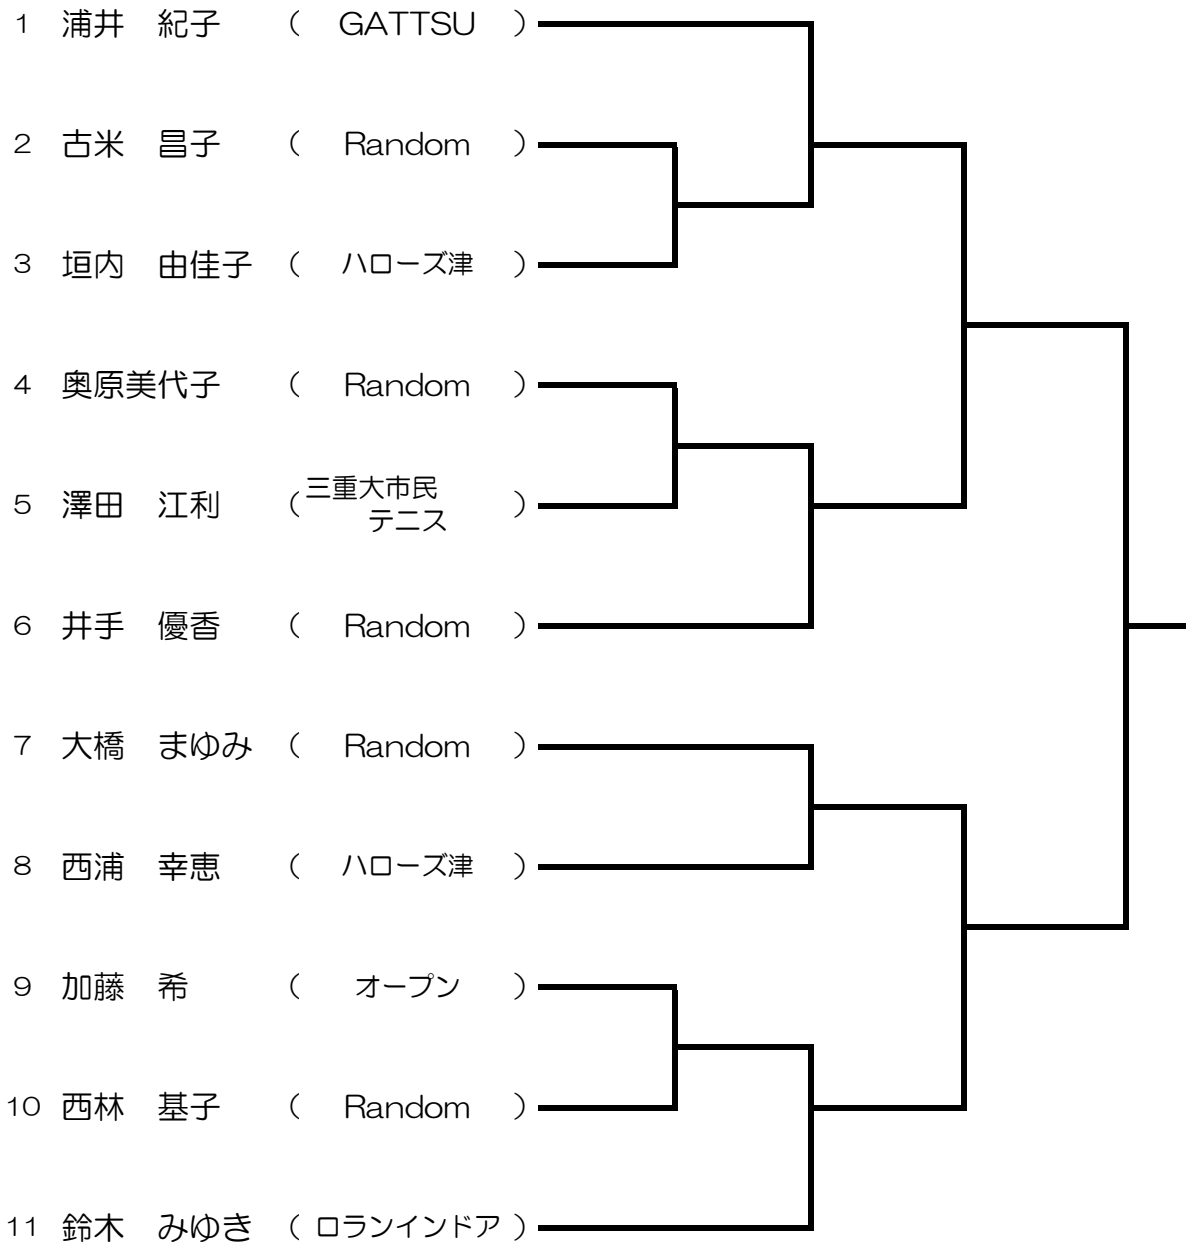 1 浦井 紀子 ( GATTSU )
2 古米 昌子 ( Random )
3 垣内 由佳子 ( ハローズ津 )
4 奥原美代子 ( Random )
5 澤田 江利 ( 三重大市民
テニス )
6 井手 優香 ( Random )
7 大橋 まゆみ ( Random )
8 西浦 幸恵 ( ハローズ津 )
9 加藤 希 ( オープン )
10 西林 基子 ( Random )
11 鈴木 みゆき ( ロランインドア )